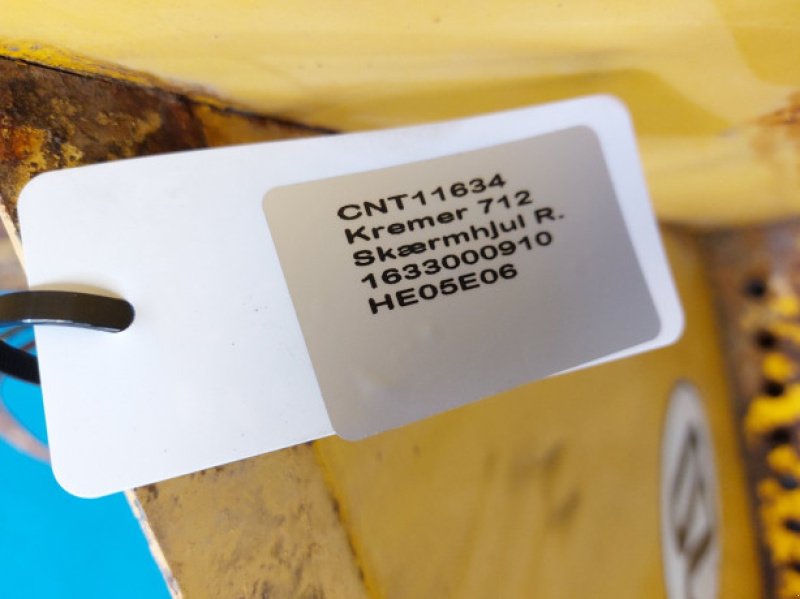 CNT11634
Kremer 712
Skærmhjul R.
1633000910
HE05E06